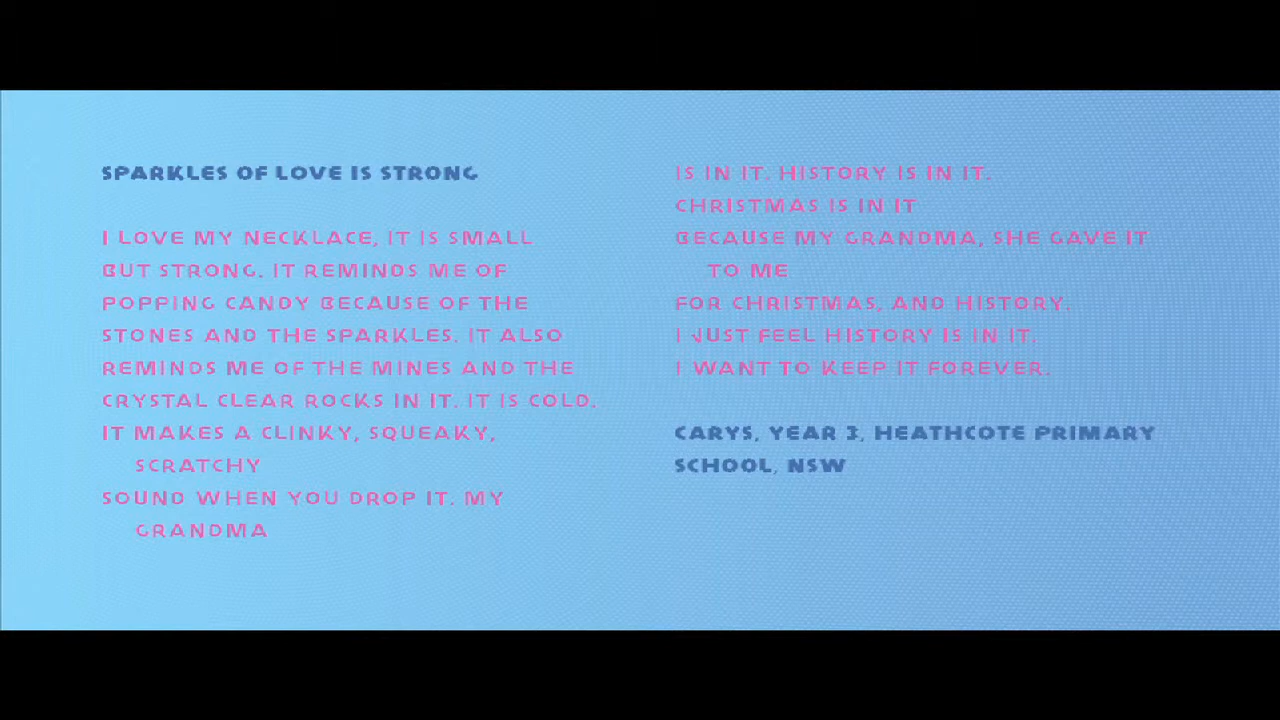 SPARKLES OF LOVE IS STRONG
I LOVE MY NECKLACE, IT IS SMALL
BUT STRONG. IT REMINDS ME OF
POPPING CANDY BECAUSE OF THE
STONES AND THE SPARKLES. IT ALSO
REMINDS ME OF THE MINES AND THE
CRYSTAL CLEAR ROCKS IN IT. IT IS COLD.
IT MAKES A CLINKY, SQUEAKY,
SCRATCHY
SOUND WHEN YOU DROP IT. MY
GRANDMA
IS IN IT. HISTORY IS IN IT.
CHRISTMAS IS IN IT
BECAUSE MY GRANDMA, SHE GAVE IT
TO ME
FOR CHRISTMAS, AND HISTORY.
I JUST FEEL HISTORY IS IN IT.
I WANT TO KEEP IT FOREVER.
CARYS, YEAR 3, HEATHCOTE PRIMARY
SCHOOL, NSW